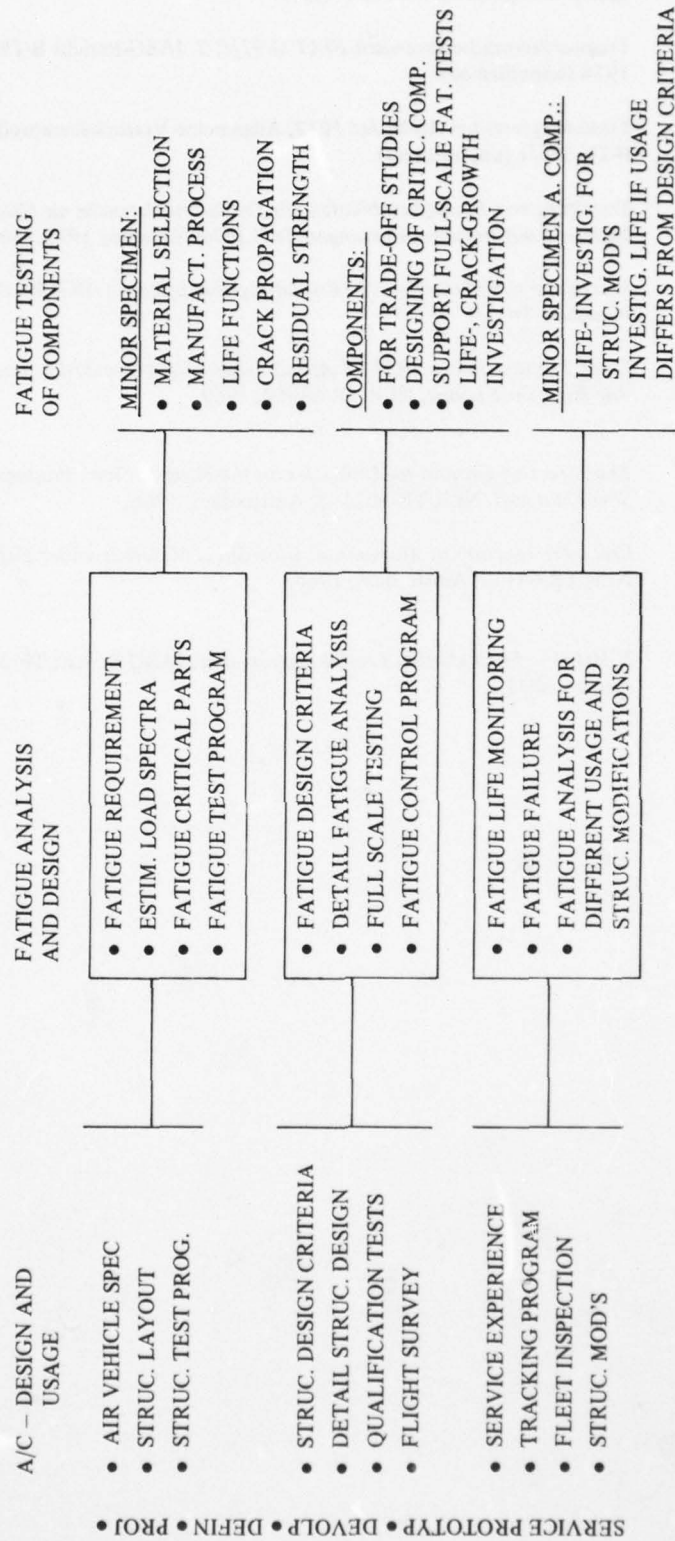 A/C – DESIGN AND
USAGE
FATIGUE ANALYSIS
AND DESIGN
FATIGUE TESTING
OF COMPONENTS
SERVICE PROTOTYP • DEVOLP • DEFIN • PROJ •
• AIR VEHICLE SPEC
• STRUC. LAYOUT
• STRUC. TEST PROG.
• FATIGUE REQUIREMENT
• ESTIM. LOAD SPECTRA
• FATIGUE CRITICAL PARTS
• FATIGUE TEST PROGRAM
MINOR SPECIMEN:
• MATERIAL SELECTION
• MANUFACT. PROCESS
• LIFE FUNCTIONS
• CRACK PROPATATION
• RESIDUAL STRENGTH
• STRUC. DESIGN CRITERIA
• DETAIL STRUC. DESIGN
• QUALIFICATION TESTS
• FLIGHT SURVEY
• FATIGUE DESIGN CRITERIA
• DETAIL FATIGUE ANALYSIS
• FULL SCALE TESTING
• FATIGUE CONTROL PROGRAM
COMPONENTS:
• FOR TRADE-OFF STUDIES
• DESIGNING OF CRITIC. COMP.
• SUPPORT FULL-SCALE FAT. TESTS
• LIFE-, CRACK-GROWTH
INVESTIGATION
• SERVICE EXPERIENCE
• TRACKING PROGRAM
• FLEET INSPECTION
• STRUC. MOD'S
• FATIGUE LIFE MONITORING
• FATIGUE FAILURE
• FATIGUE ANALYSIS FOR
DIFFERENT USAGE AND
STRUC. MODIFICATIONS.
MINOR SPECIMEN A. COMP.:
• LIFE- INVESTIG. FOR
STRUC. MOD'S
• INVESTIG. LIFE IF USAGE
DIFFERS FROM DESIGN CRITERIA